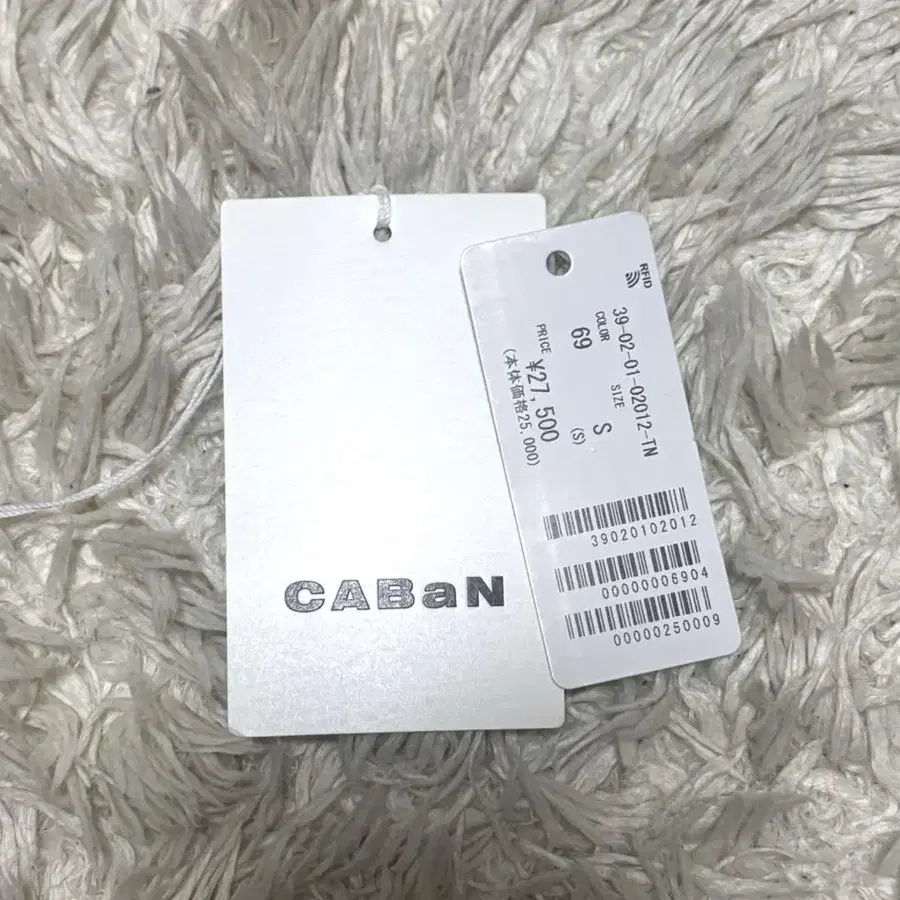 CABaN
RFID
39-02-01-02012-TN
COLOR SIZE
69 S
(S)
PRICE ¥27,500
(本体価格25,000)
39020102012
00000006904
00000250009